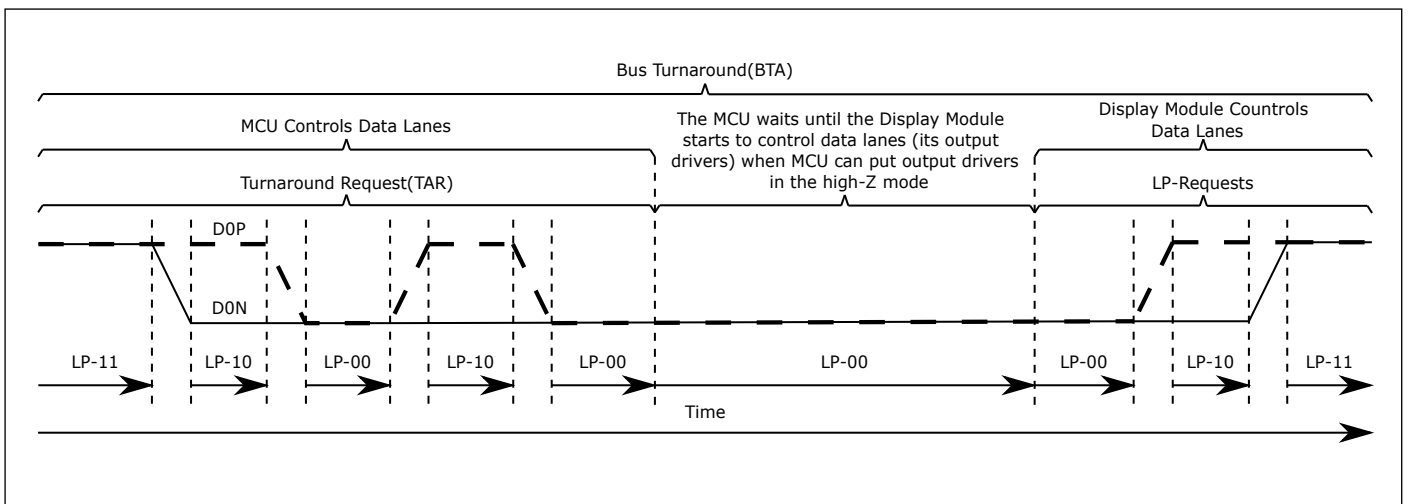 Bus Turnaround(BTA)
MCU Controls Data Lanes
The MCU waits until the Display Module
starts to control data lanes (its output
drivers) when MCU can put output drivers
in the high-Z mode
Display Module Countrols
Data Lanes
Turnaround Request(TAR)
LP-Requests
D0P
D0N
LP-11
LP-10
LP-00
LP-10
LP-00
LP-00
LP-00
LP-10
LP-11
Time